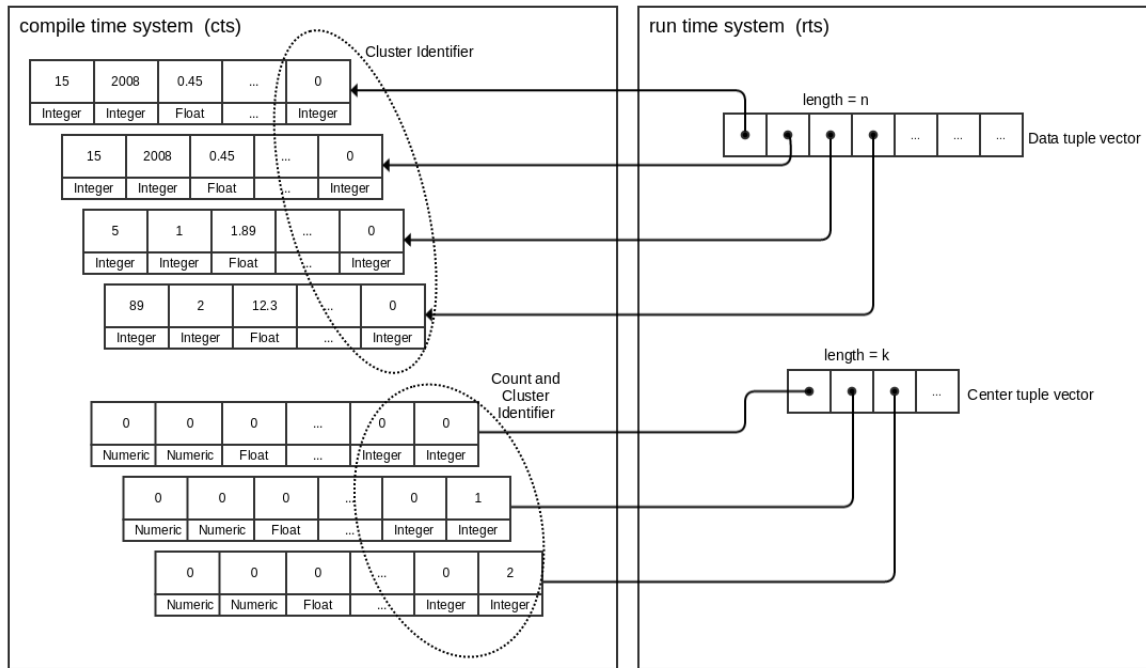 compile time system (cts)
Cluster Identifier
15 2008 0.45 ... 0
Integer Integer Float ... Integer
15 2008 0.45 ... 0
Integer Integer Float ... Integer
5 1 1.89 ... 0
Integer Integer Float ... Integer
89 2 12.3 ... 0
Integer Integer Float ... Integer
Count and
Cluster
Identifier
0 0 0 ... 0 0
Numeric Numeric Float ... Integer Integer
0 0 0 ... 0 1
Numeric Numeric Float ... Integer Integer
0 0 0 ... 0 2
Numeric Numeric Float ... Integer Integer
run time system (rts)
length = n
... ... ...
Data tuple vector
length = k
...
Center tuple vector